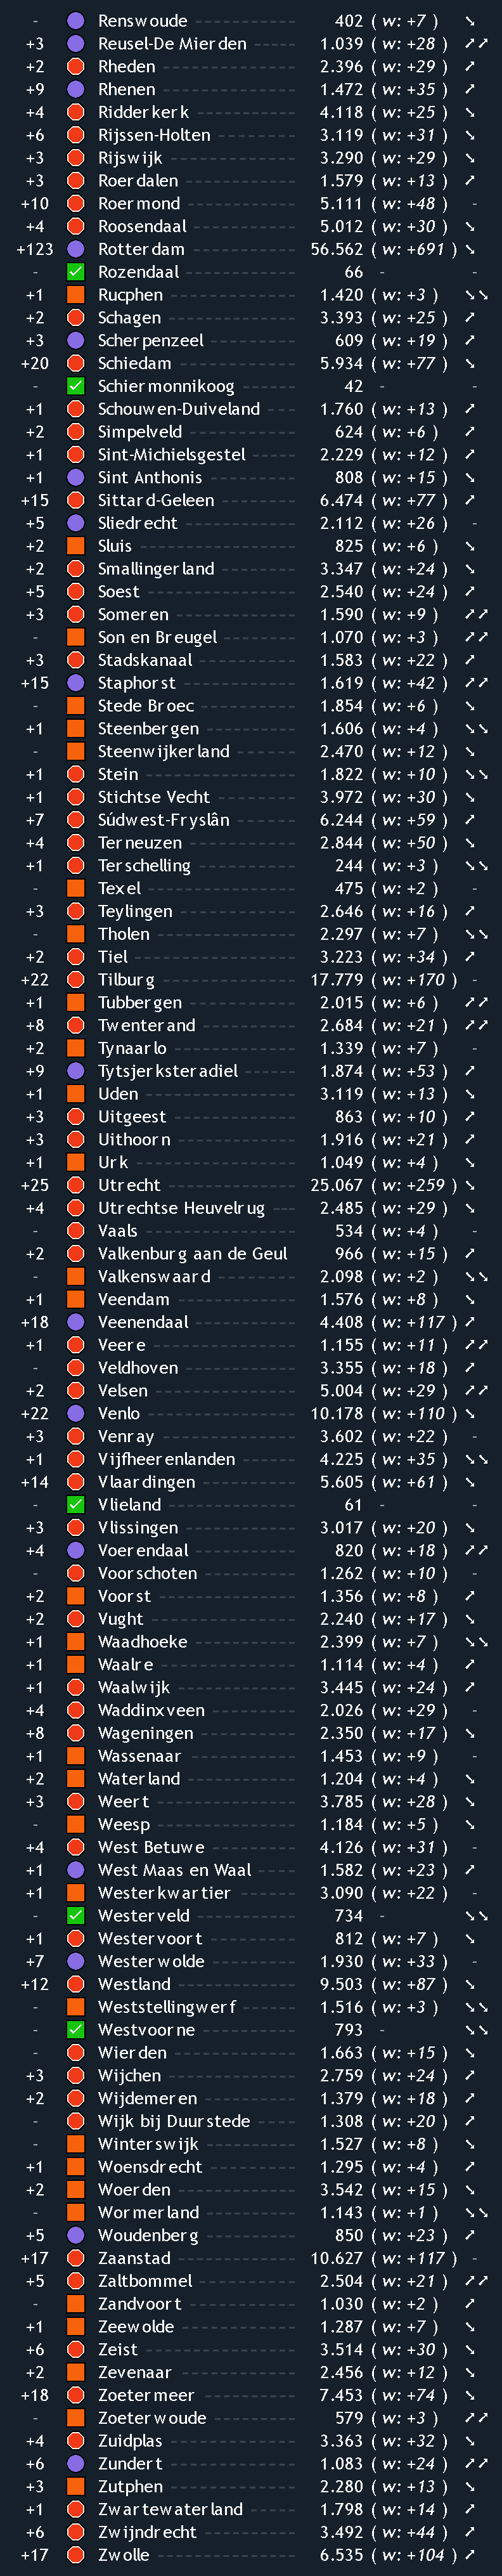 - Renswoude 402 ( w: +7 ) ↘
+3 Reusel-De Mierden 1.039 ( w: +28 ) ↗↗
+2 Rheden 2.396 ( w: +29 ) ↗
+9 Rhenen 1.472 ( w: +35 ) ↗
+4 Ridderkerk 4.118 ( w: +25 ) ↘
+6 Rijssen-Holten 3.119 ( w: +31 ) ↘
+3 Rijswijk 3.290 ( w: +29 ) ↘
+3 Roerdalen 1.579 ( w: +13 ) ↗
+10 Roermond 5.111 ( w: +48 ) -
+4 Roosendaal 5.012 ( w: +30 ) ↘
+123 Rotterdam 56.562 ( w: +691 ) ↘
- Rozendaal 66 - -
+1 Rucphen 1.420 ( w: +3 ) ↘↘
+2 Schagen 3.393 ( w: +25 ) ↗
+3 Scherpenzeel 609 ( w: +19 ) ↗
+20 Schiedam 5.934 ( w: +77 ) ↘
- Schiermonnikoog 42 - -
+1 Schouwen-Duiveland 1.760 ( w: +13 ) ↗
+2 Simpelveld 624 ( w: +6 ) ↗
+1 Sint-Michielsgestel 2.229 ( w: +12 ) ↗
+1 Sint Anthonis 808 ( w: +15 ) ↘
+15 Sittard-Geleen 6.474 ( w: +77 ) ↗
+5 Sliedrecht 2.112 ( w: +26 ) -
+2 Sluis 825 ( w: +6 ) ↘
+2 Smallingerland 3.347 ( w: +24 ) ↘
+5 Soest 2.540 ( w: +24 ) ↗
+3 Someren 1.590 ( w: +9 ) ↗↗
- Son en Breugel 1.070 ( w: +3 ) ↗↗
+3 Stadskanaal 1.583 ( w: +22 ) ↗
+15 Staphorst 1.619 ( w: +42 ) ↗↗
- Stede Broec 1.854 ( w: +6 ) ↘
+1 Steenbergen 1.606 ( w: +4 ) ↘↘
- Steenwijkerland 2.470 ( w: +12 ) ↘
+1 Stein 1.822 ( w: +10 ) ↘↘
+1 Stichtse Vecht 3.972 ( w: +30 ) ↘
+7 Súdwest-Fryslân 6.244 ( w: +59 ) ↗
+4 Terneuzen 2.844 ( w: +50 ) ↘
+1 Terschelling 244 ( w: +3 ) ↘↘
- Texel 475 ( w: +2 ) -
+3 Teylingen 2.646 ( w: +16 ) ↗
- Tholen 2.297 ( w: +7 ) ↘↘
+2 Tiel 3.223 ( w: +34 ) ↗
+22 Tilburg 17.779 ( w: +170 ) -
+1 Tubbergen 2.015 ( w: +6 ) ↗↗
+8 Twenterand 2.684 ( w: +21 ) ↗↗
+2 Tynaarlo 1.339 ( w: +7 ) -
+9 Tytsjerksteradiel 1.874 ( w: +53 ) ↗
+1 Uden 3.119 ( w: +13 ) ↘
+3 Uitgeest 863 ( w: +10 ) ↗
+3 Uithoorn 1.916 ( w: +21 ) ↗
+1 Urk 1.049 ( w: +4 ) ↘
+25 Utrecht 25.067 ( w: +259 ) ↘
+4 Utrechtse Heuvelrug 2.485 ( w: +29 ) ↘
- Vaals 534 ( w: +4 ) -
+2 Valkenburg aan de Geul 966 ( w: +15 ) ↗
- Valkenswaard 2.098 ( w: +2 ) ↘↘
+1 Veendam 1.576 ( w: +8 ) ↘
+18 Veenendaal 4.408 ( w: +117 ) ↗
+1 Veere 1.155 ( w: +11 ) ↗↗
- Veldhoven 3.355 ( w: +18 ) ↗
+2 Velsen 5.004 ( w: +29 ) ↗↗
+22 Venlo 10.178 ( w: +110 ) ↘
+3 Venray 3.602 ( w: +22 ) -
+1 Vijfheerenlanden 4.225 ( w: +35 ) ↘↘
+14 Vlaardingen 5.605 ( w: +61 ) ↘
- Vlieland 61 - -
+3 Vlissingen 3.017 ( w: +20 ) ↘
+4 Voerendaal 820 ( w: +18 ) ↗↗
- Voorschoten 1.262 ( w: +10 ) -
+2 Voorst 1.356 ( w: +8 ) ↗
+2 Vught 2.240 ( w: +17 ) ↘
+1 Waadhoeke 2.399 ( w: +7 ) ↘↘
+1 Waalre 1.114 ( w: +4 ) ↗
+1 Waalwijk 3.445 ( w: +24 ) ↗
+4 Waddinxveen 2.026 ( w: +29 ) -
+8 Wageningen 2.350 ( w: +17 ) ↘
+1 Wassenaar 1.453 ( w: +9 ) -
+2 Waterland 1.204 ( w: +4 ) ↘
+3 Weert 3.785 ( w: +28 ) ↘
- Weesp 1.184 ( w: +5 ) ↘
+4 West Betuwe 4.126 ( w: +31 ) -
+1 West Maas en Waal 1.582 ( w: +23 ) ↗
+1 Westerkwartier 3.090 ( w: +22 ) -
- Westerveld 734 - ↘↘
+1 Westervoort 812 ( w: +7 ) ↘
+7 Westerwolde 1.930 ( w: +33 ) -
+12 Westland 9.503 ( w: +87 ) ↘
- Weststellingwerf 1.516 ( w: +3 ) ↘↘
- Westvoorne 793 - ↘↘
- Wierden 1.663 ( w: +15 ) ↘
+3 Wijchen 2.759 ( w: +24 ) ↗
+2 Wijdemeren 1.379 ( w: +18 ) ↗
- Wijk bij Duurstede 1.308 ( w: +20 ) ↗
- Winterswijk 1.527 ( w: +8 ) ↘
+1 Woensdrecht 1.295 ( w: +4 ) ↗
+2 Woerden 3.542 ( w: +15 ) ↘
- Wormerland 1.143 ( w: +1 ) ↘↘
+5 Woudenberg 850 ( w: +23 ) ↗
+17 Zaanstad 10.627 ( w: +117 ) -
+5 Zaltbommel 2.504 ( w: +21 ) ↗↗
- Zandvoort 1.030 ( w: +2 ) ↗
+1 Zeewolde 1.287 ( w: +7 ) ↘
+6 Zeist 3.514 ( w: +30 ) ↘
+2 Zevenaar 2.456 ( w: +12 ) ↘
+18 Zoetermeer 7.453 ( w: +74 ) ↘
- Zoeterwoude 579 ( w: +3 ) ↗↗
+4 Zuidplas 3.363 ( w: +32 ) ↘
+6 Zundert 1.083 ( w: +24 ) ↗↗
+3 Zutphen 2.280 ( w: +13 ) ↘
+1 Zwartewaterland 1.798 ( w: +14 ) ↗
+6 Zwijndrecht 3.492 ( w: +44 ) ↗
+17 Zwolle 6.535 ( w: +104 ) ↗